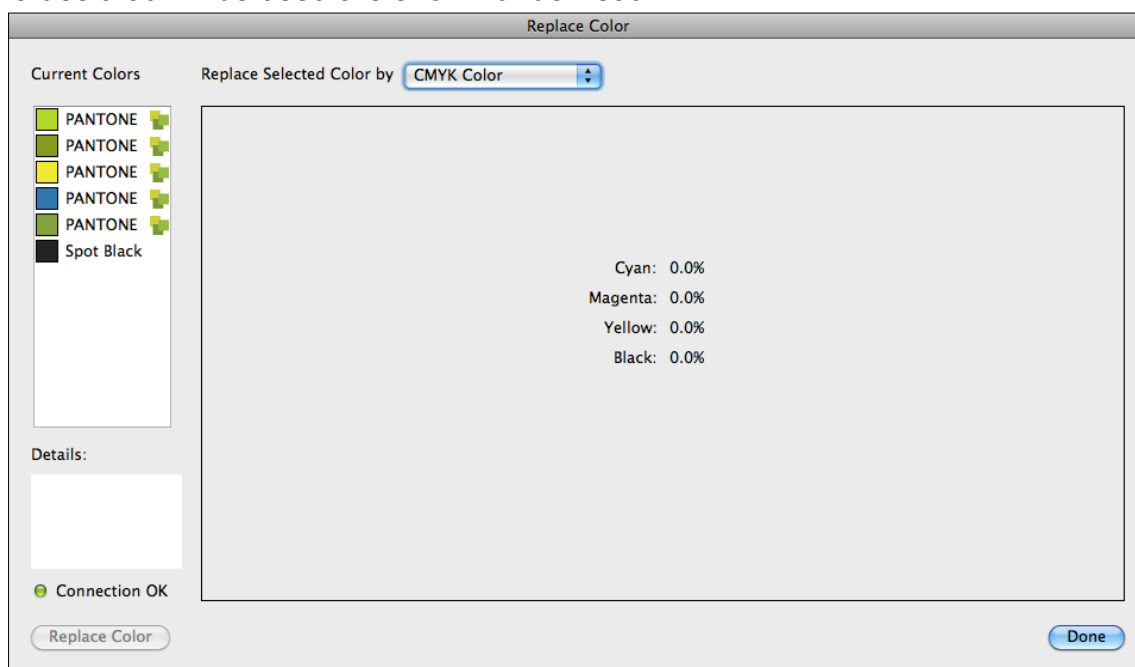 Replace Color
Current Colors
Replace Selected Color by CMYK Color
PANTONE
PANTONE
PANTONE
PANTONE
PANTONE
Spot Black
Cyan: 0.0%
Magenta: 0.0%
Yellow: 0.0%
Black: 0.0%
Details:
Connection OK
Replace Color
Done